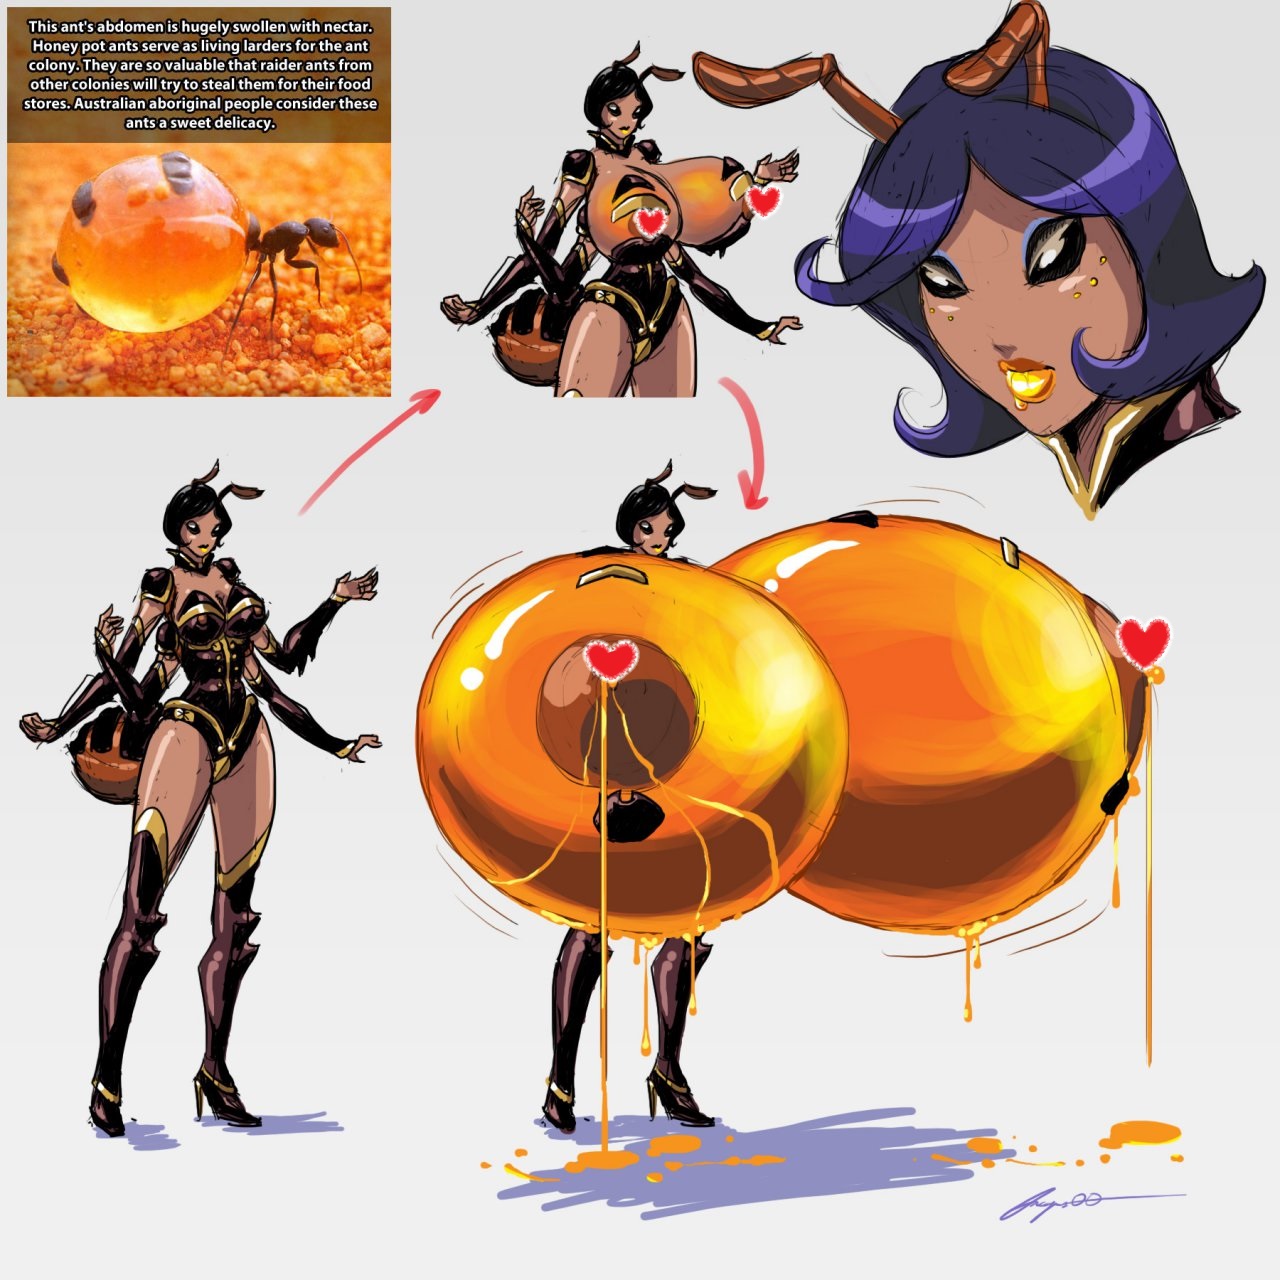 This ant's abdomen is hugely swollen with nectar.
Honey pot ants serve as living larders for the ant
colony. They are so valuable that raider ants from
other colonies will try to steal them for their food
stores. Australian aboriginal people consider these
ants a sweet delicacy.